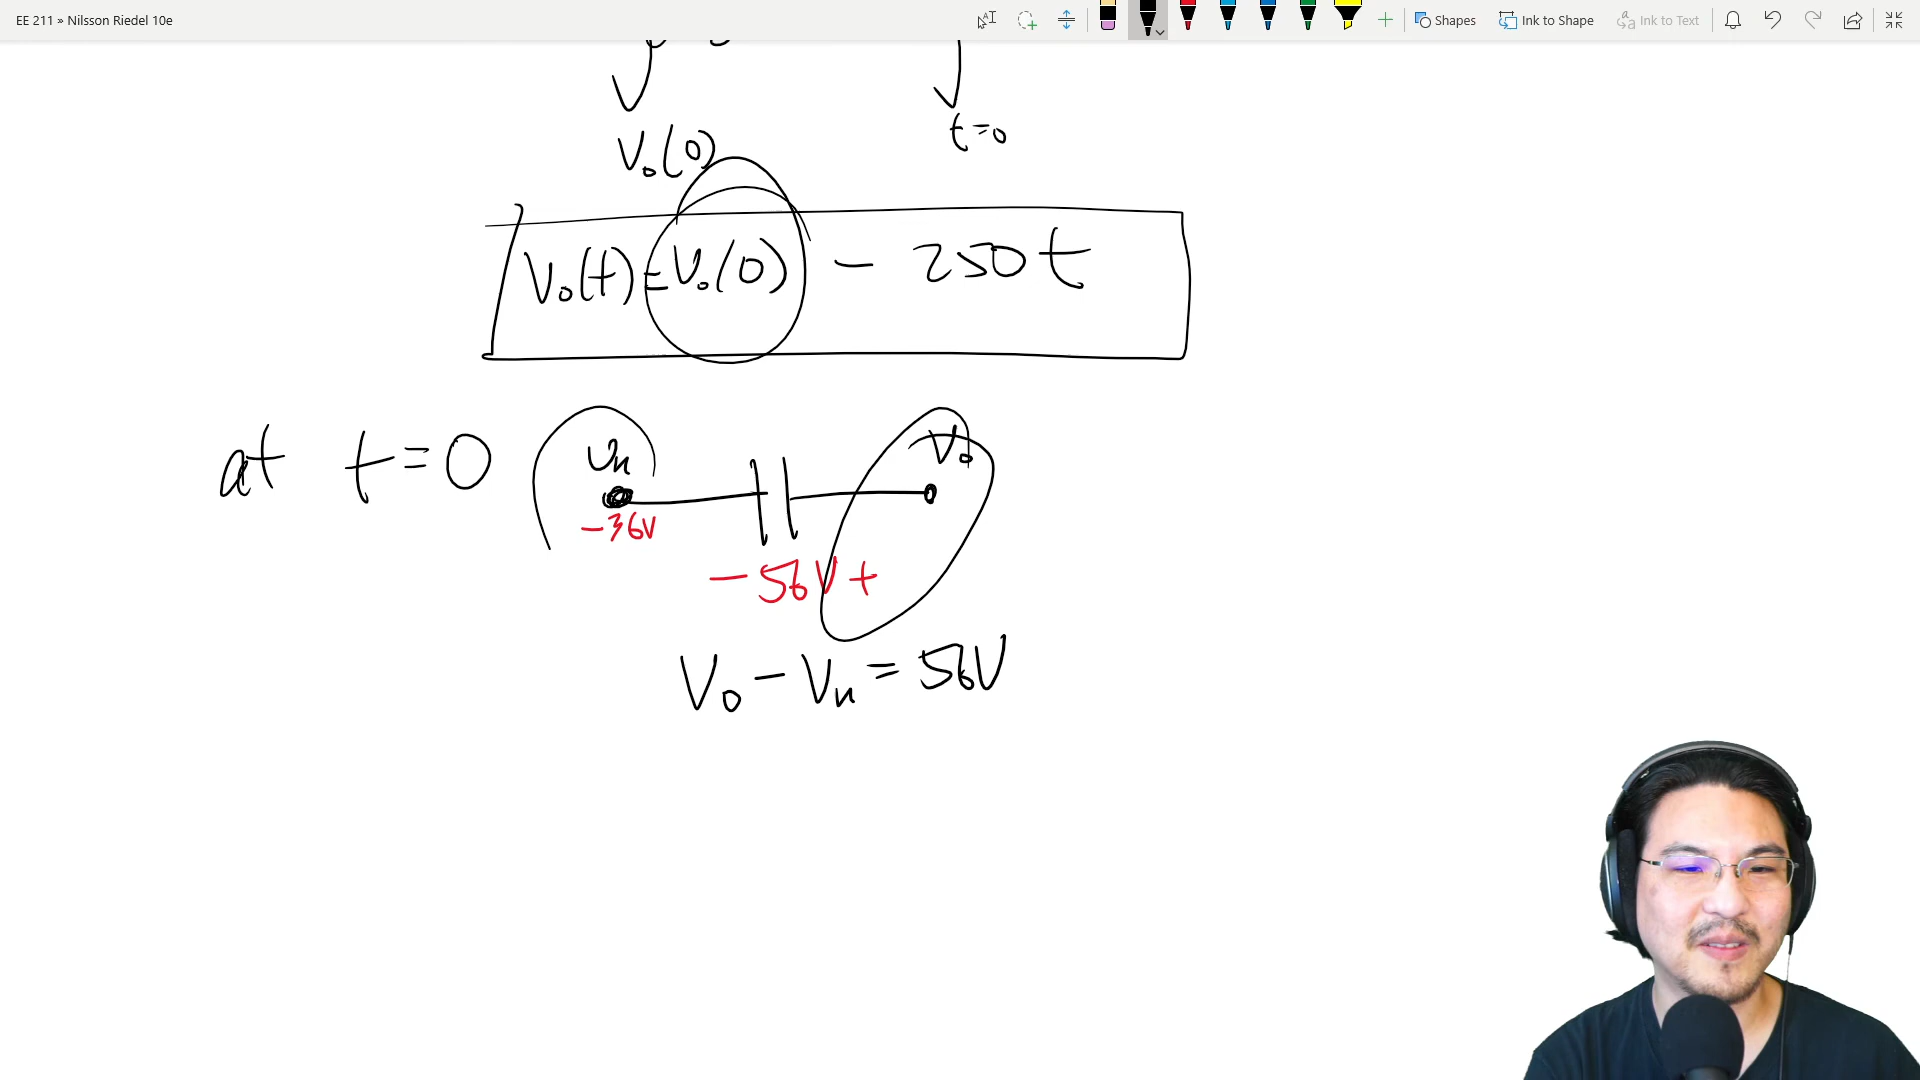 EE 211 » Nilsson Riedel 10e
Shapes
Ink to Shape
Ink to Text
t=0
V₀(0)
V₀(t)=V₀(0) - 250t
at t=0
Vn
V₀
-36V
- 56V +
V₀ - Vn = 56V